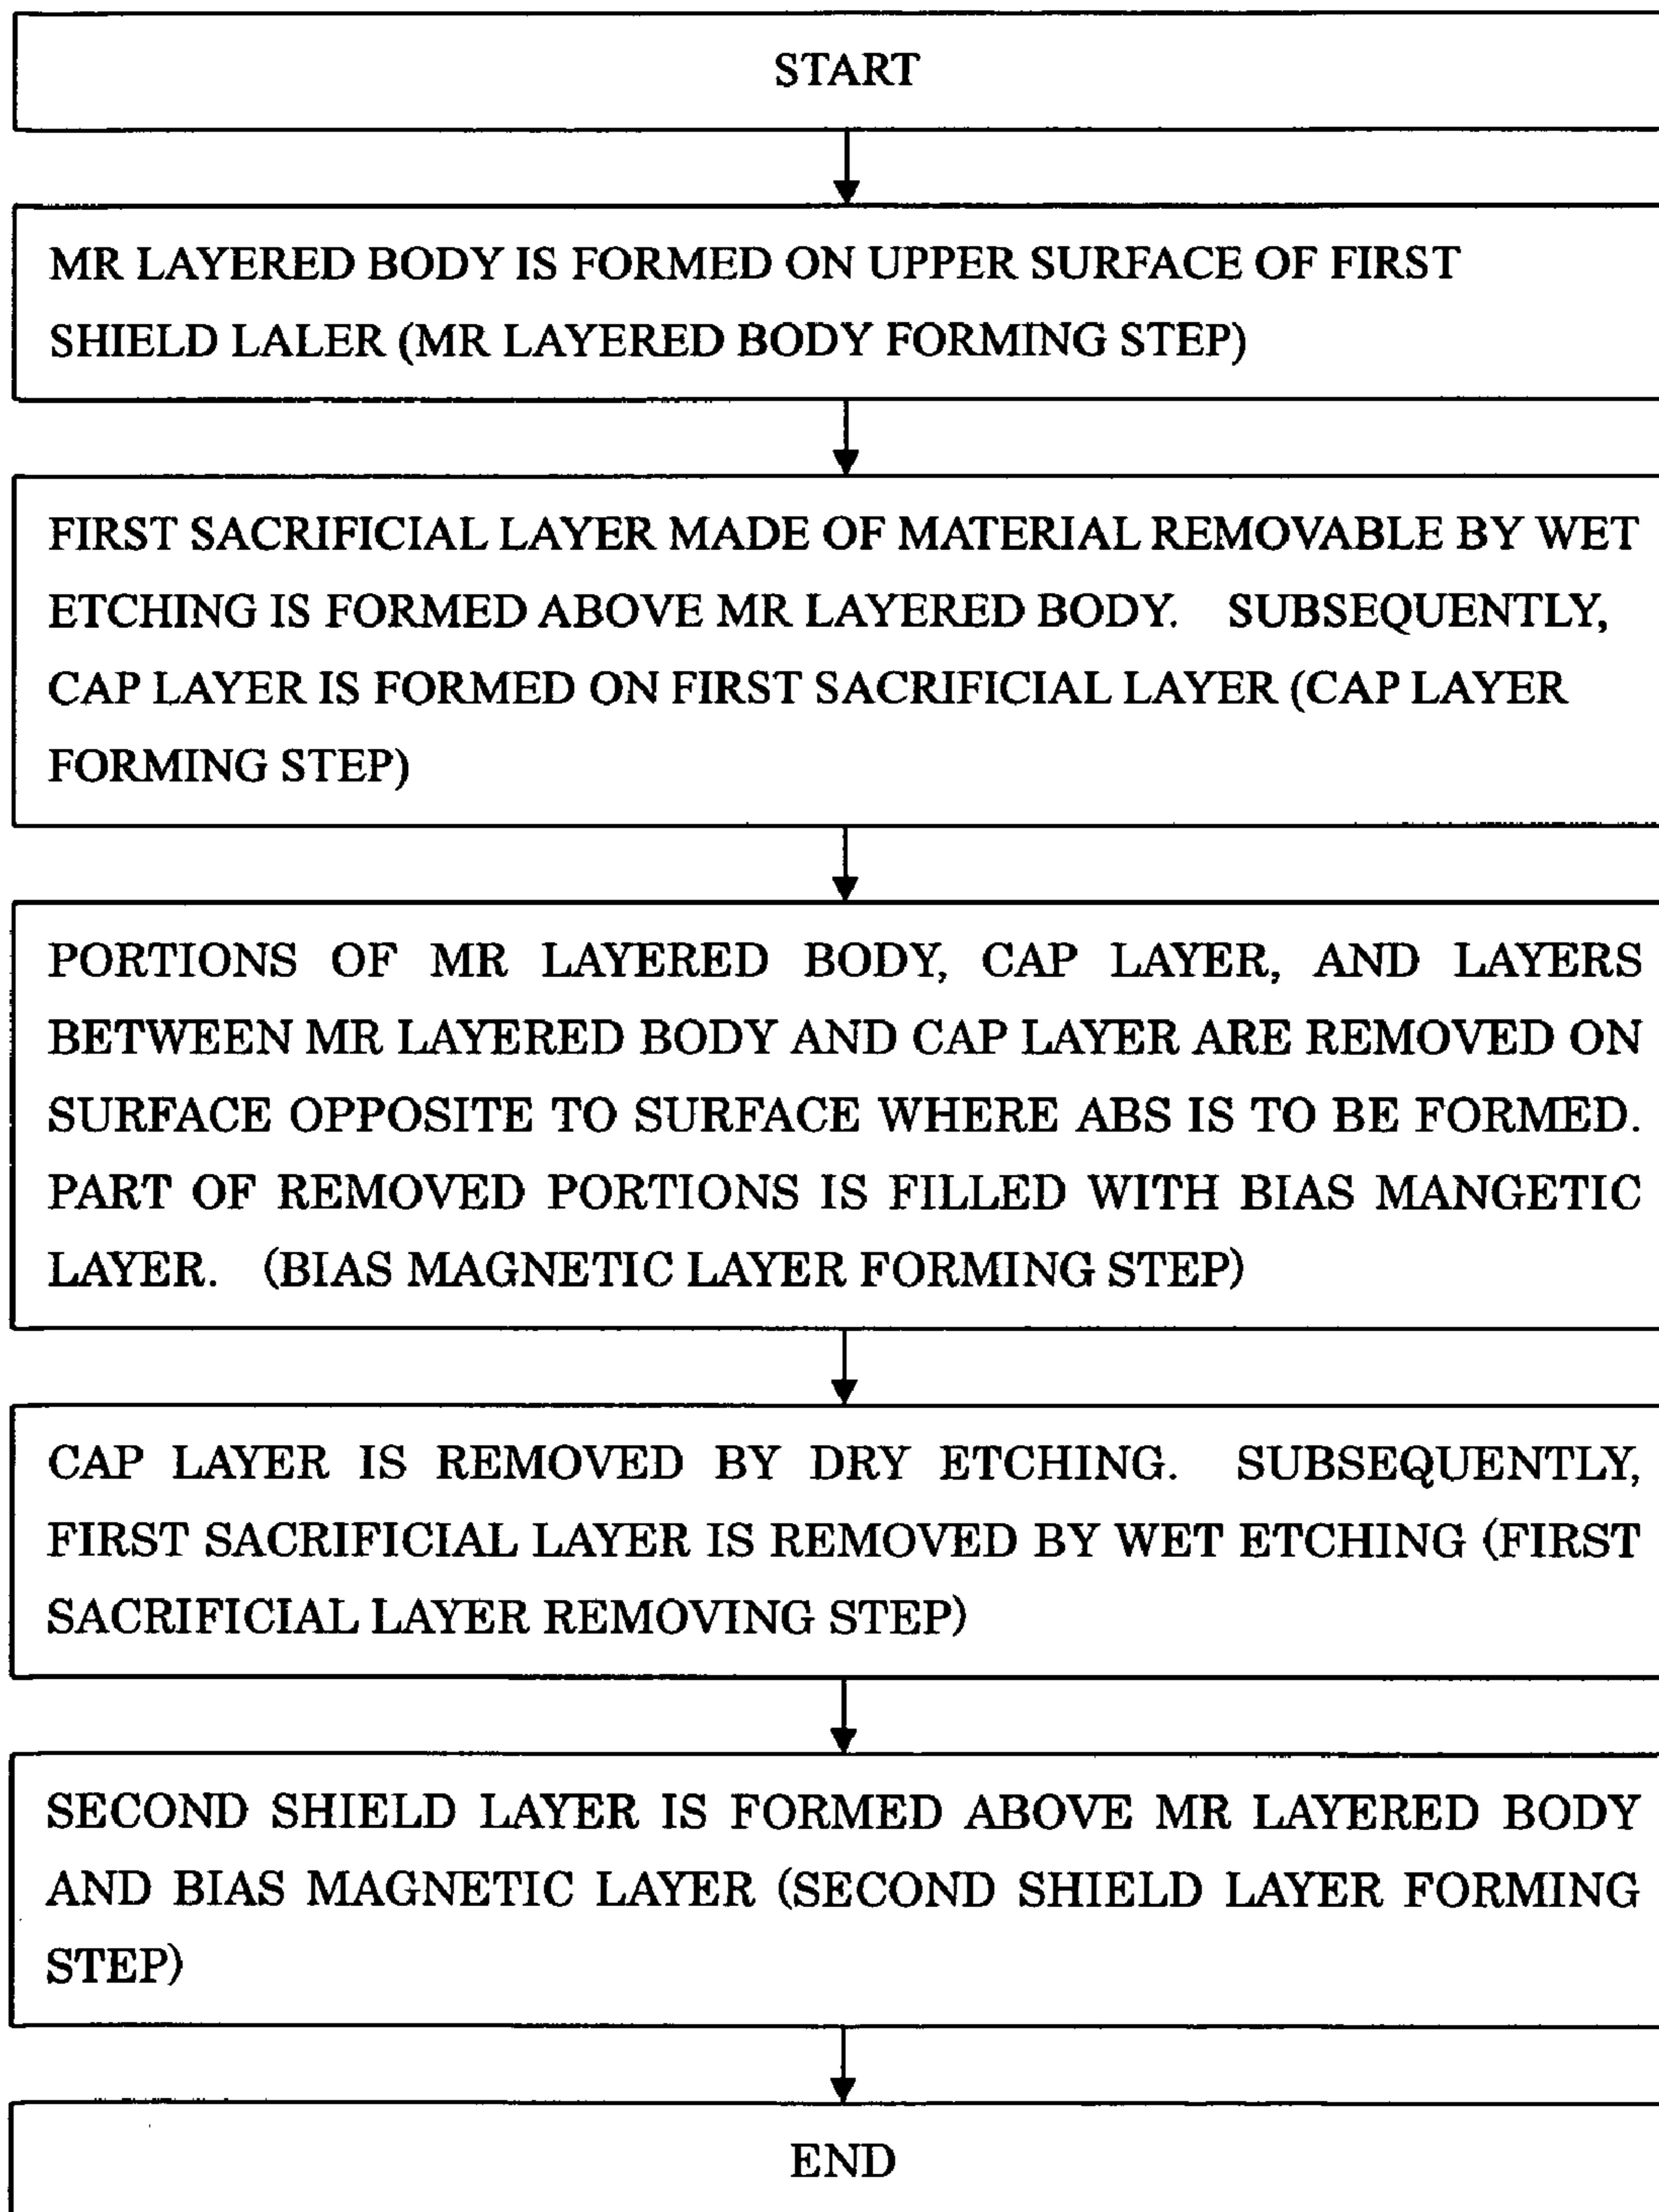 START
MR LAYERED BODY IS FORMED ON UPPER SURFACE OF FIRST
SHIELD LALER (MR LAYERED BODY FORMING STEP)
FIRST SACRIFICIAL LAYER MADE OF MATERIAL REMOVABLE BY WET
ETCHING IS FORMED ABOVE MR LAYERED BODY. SUBSEQUENTLY,
CAP LAYER IS FORMED ON FIRST SACRIFICIAL LAYER (CAP LAYER
FORMING STEP)
PORTIONS OF MR LAYERED BODY, CAP LAYER, AND LAYERS
BETWEEN MR LAYERED BODY AND CAP LAYER ARE REMOVED ON
SURFACE OPPOSITE TO SURFACE WHERE ABS IS TO BE FORMED.
PART OF REMOVED PORTIONS IS FILLED WITH BIAS MANGETIC
LAYER. (BIAS MAGNETIC LAYER FORMING STEP)
CAP LAYER IS REMOVED BY DRY ETCHING. SUBSEQUENTLY,
FIRST SACRIFICIAL LAYER IS REMOVED BY WET ETCHING (FIRST
SACRIFICIAL LAYER REMOVING STEP)
SECOND SHIELD LAYER IS FORMED ABOVE MR LAYERED BODY
AND BIAS MAGNETIC LAYER (SECOND SHIELD LAYER FORMING
STEP)
END